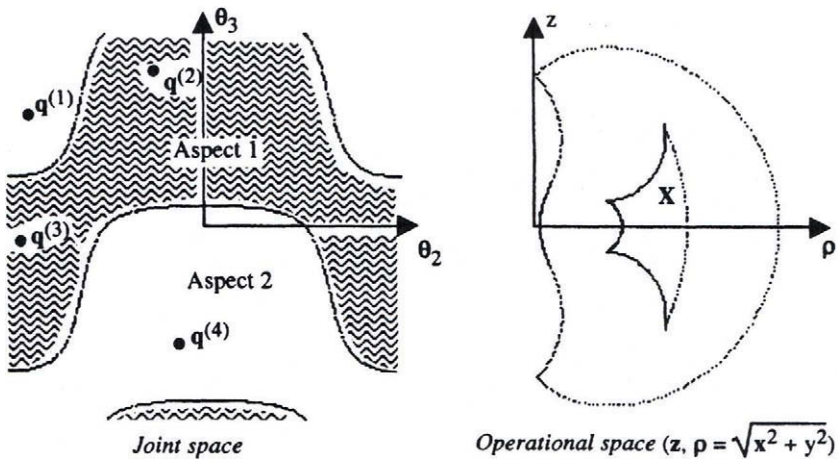 θ3
q(2)
q(1)
Aspect 1
q(3)
θ2
Aspect 2
q(4)
Joint space
z
X
ρ
Operational space (z, ρ = √x² + y²)